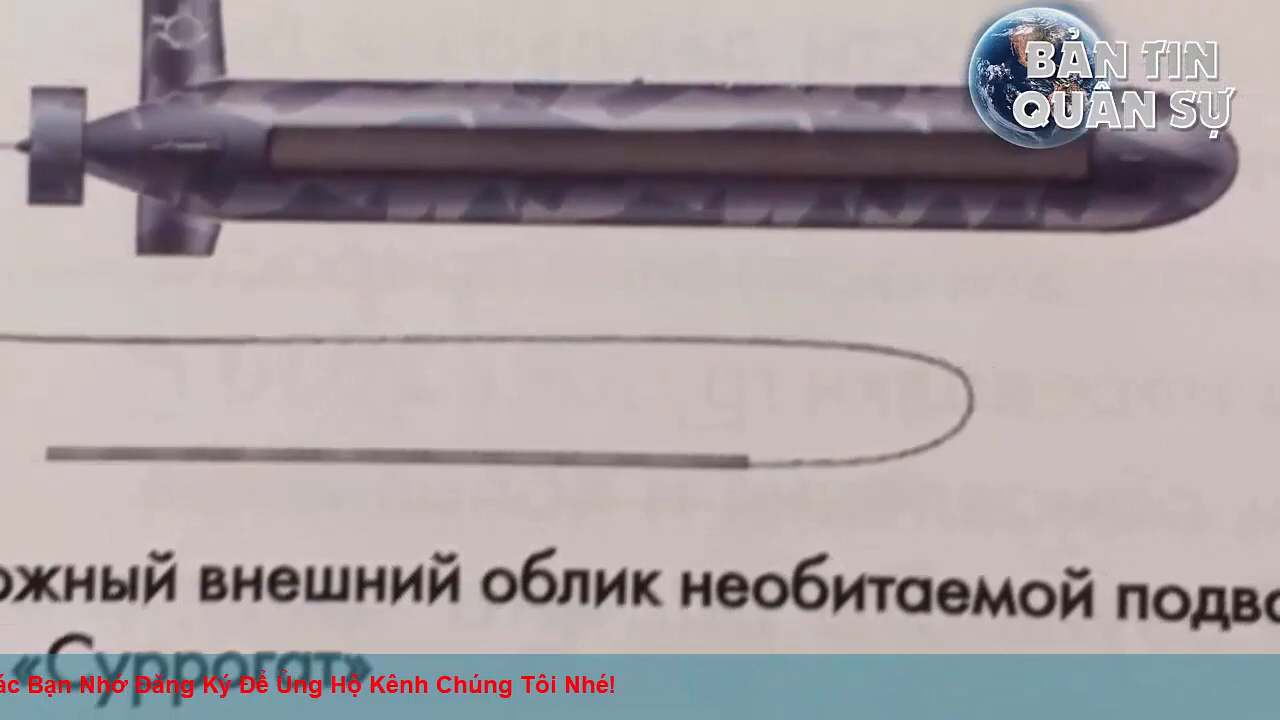 BẢN TIN
QUÂN SỰ
ожный внешний облик необитаемой подво
«Суррогат»
ác Bạn Nhớ Đăng Ký Để Ủng Hộ Kênh Chúng Tôi Nhé!